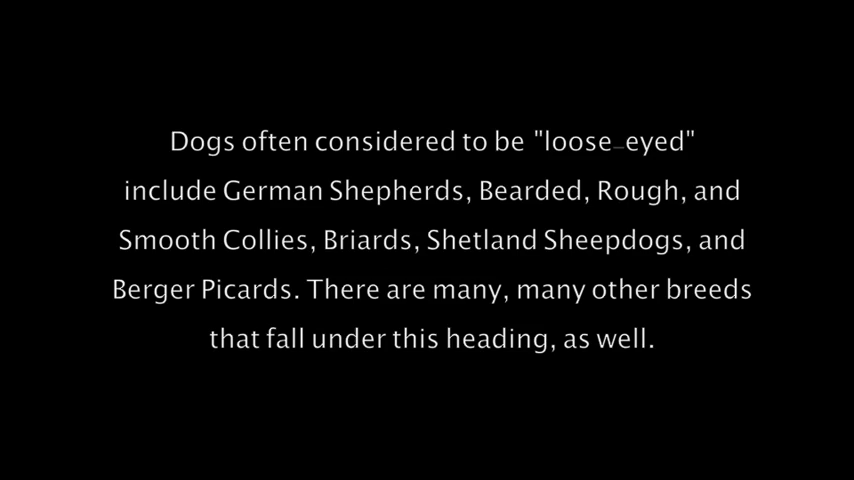 Dogs often considered to be "loose-eyed"
include German Shepherds, Bearded, Rough, and
Smooth Collies, Briards, Shetland Sheepdogs, and
Berger Picards. There are many, many other breeds
that fall under this heading, as well.